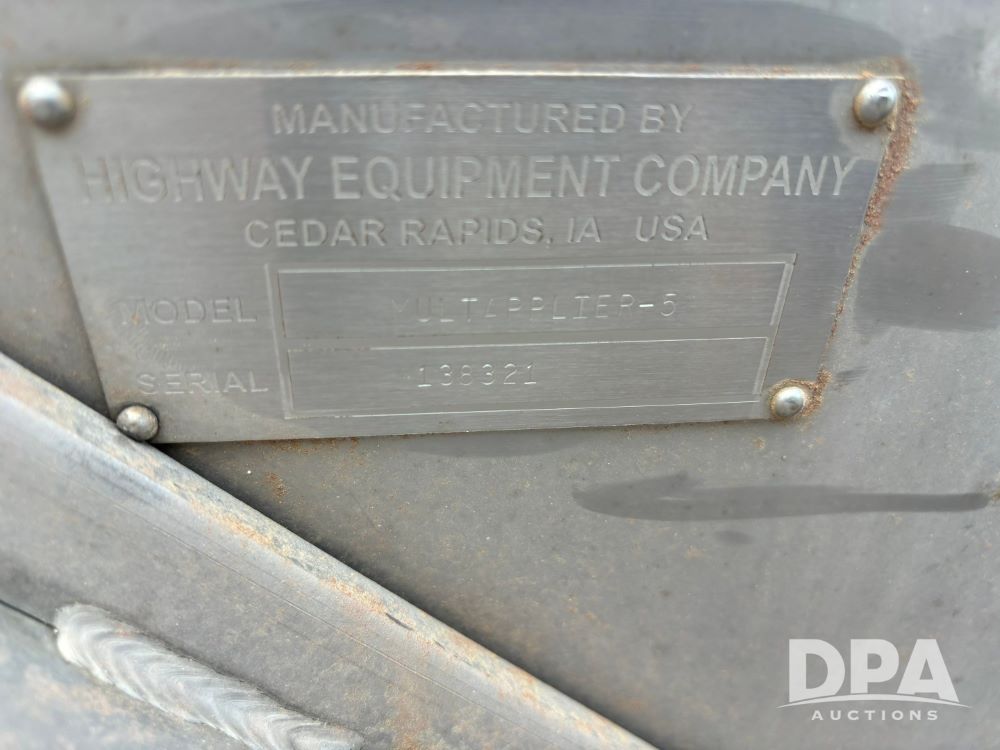 MANUFACTURED BY
HIGHWAY EQUIPMENT COMPANY
CEDAR RAPIDS, IA USA
MODEL MULTAPPLIER-5
SERIAL 138321
DPA
AUCTIONS